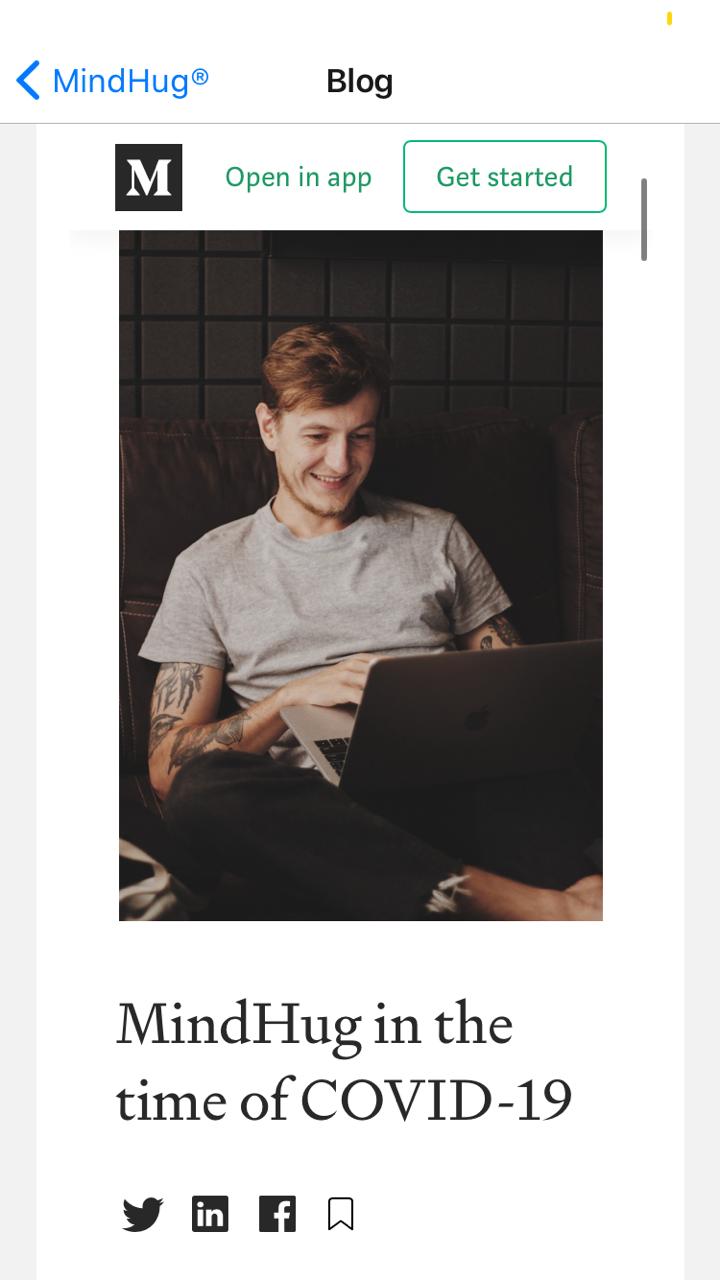 MindHug®
Blog
M
Open in app
Get started
MindHug in the
time of COVID-19
in